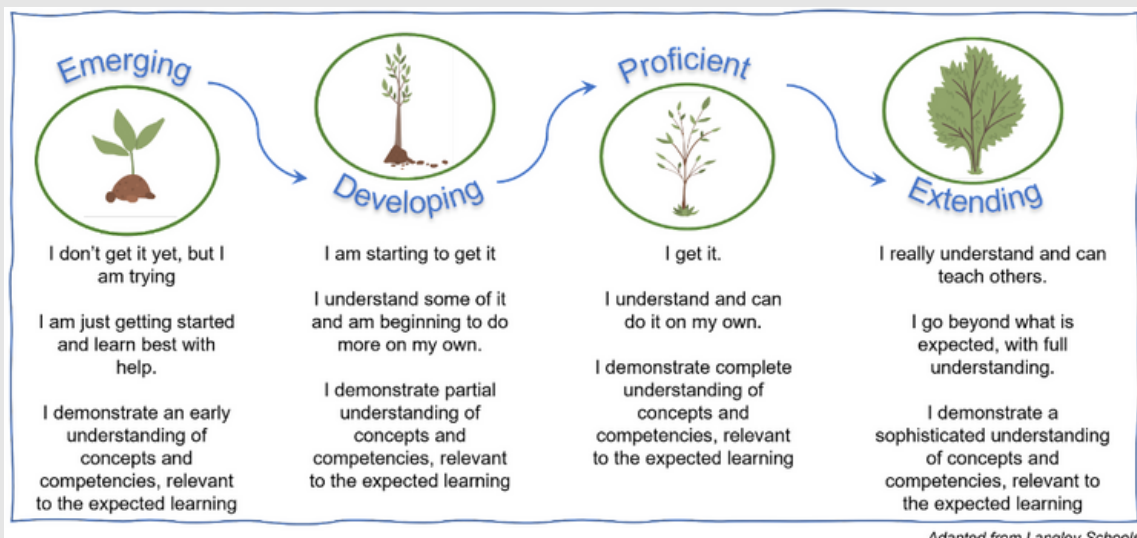 Emerging
I don't get it yet, but I
am trying
I am just getting started
and learn best with
help.
I demonstrate an early
understanding of
concepts and
competencies, relevant
to the expected learning
Developing
I am starting to get it
I understand some of it
and am beginning to do
more on my own.
I demonstrate partial
understanding of
concepts and
competencies, relevant
to the expected learning
Proficient
I get it.
I understand and can
do it on my own.
I demonstrate complete
understanding of
concepts and
competencies, relevant
to the expected learning
Extending
I really understand and can
teach others.
I go beyond what is
expected, with full
understanding.
I demonstrate a
sophisticated understanding
of concepts and
competencies, relevant to
the expected learning
Adapted from Langley Schools